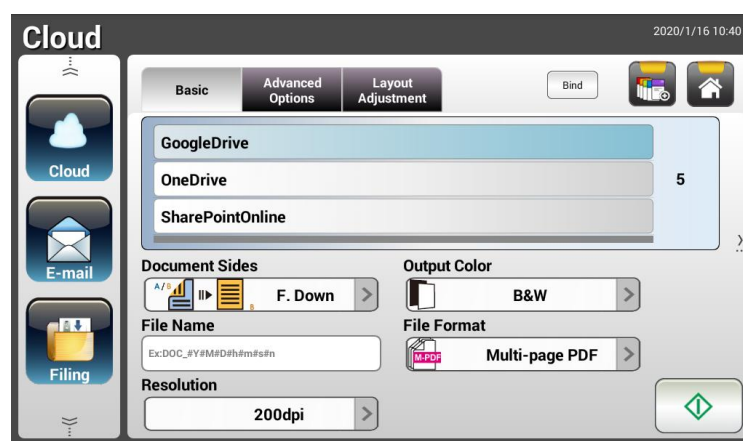 Cloud
2020/1/16 10:40
Basic
Advanced
Options
Layout
Adjustment
Bind
Cloud
E-mail
Filing
GoogleDrive
OneDrive
SharePointOnline
5
Document Sides
A/B
B
F. Down
Output Color
B&W
File Name
Ex:DOC_#Y#M#D#h#m#s#n
File Format
M-PDF
Multi-page PDF
Resolution
200dpi